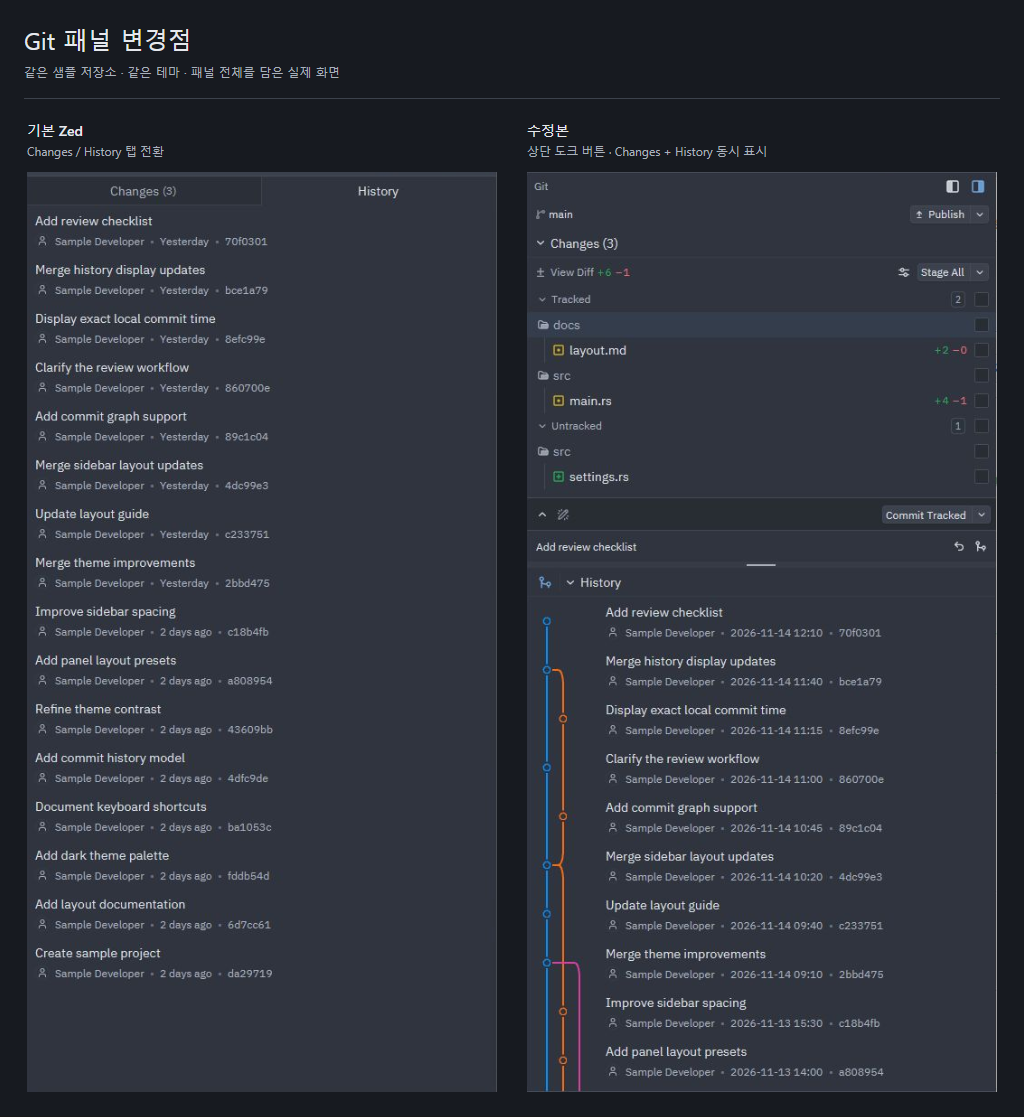 Git 패널 변경점
같은 샘플 저장소 · 같은 테마 · 패널 전체를 담은 실제 화면
기본 Zed
Changes / History 탭 전환
Changes (3)
History
Add review checklist
Sample Developer • Yesterday • 70f0301
Merge history display updates
Sample Developer • Yesterday • bce1a79
Display exact local commit time
Sample Developer • Yesterday • 8efc99e
Clarify the review workflow
Sample Developer • Yesterday • 860700e
Add commit graph support
Sample Developer • Yesterday • 89c1c04
Merge sidebar layout updates
Sample Developer • Yesterday • 4dc99e3
Update layout guide
Sample Developer • Yesterday • c233751
Merge theme improvements
Sample Developer • Yesterday • 2bbd475
Improve sidebar spacing
Sample Developer • 2 days ago • c18b4fb
Add panel layout presets
Sample Developer • 2 days ago • a808954
Refine theme contrast
Sample Developer • 2 days ago • 43609bb
Add commit history model
Sample Developer • 2 days ago • 4dfc9de
Document keyboard shortcuts
Sample Developer • 2 days ago • ba1053c
Add dark theme palette
Sample Developer • 2 days ago • fddb54d
Add layout documentation
Sample Developer • 2 days ago • 6d7cc61
Create sample project
Sample Developer • 2 days ago • da29719
수정본
상단 도크 버튼 · Changes + History 동시 표시
Git
main
Publish
Changes (3)
View Diff +6 −1
Stage All
Tracked
2
docs
layout.md
+2 −0
src
main.rs
+4 −1
Untracked
1
src
settings.rs
Commit Tracked
Add review checklist
History
Add review checklist
Sample Developer • 2026-11-14 12:10 • 70f0301
Merge history display updates
Sample Developer • 2026-11-14 11:40 • bce1a79
Display exact local commit time
Sample Developer • 2026-11-14 11:15 • 8efc99e
Clarify the review workflow
Sample Developer • 2026-11-14 11:00 • 860700e
Add commit graph support
Sample Developer • 2026-11-14 10:45 • 89c1c04
Merge sidebar layout updates
Sample Developer • 2026-11-14 10:20 • 4dc99e3
Update layout guide
Sample Developer • 2026-11-14 09:40 • c233751
Merge theme improvements
Sample Developer • 2026-11-14 09:10 • 2bbd475
Improve sidebar spacing
Sample Developer • 2026-11-13 15:30 • c18b4fb
Add panel layout presets
Sample Developer • 2026-11-13 14:00 • a808954